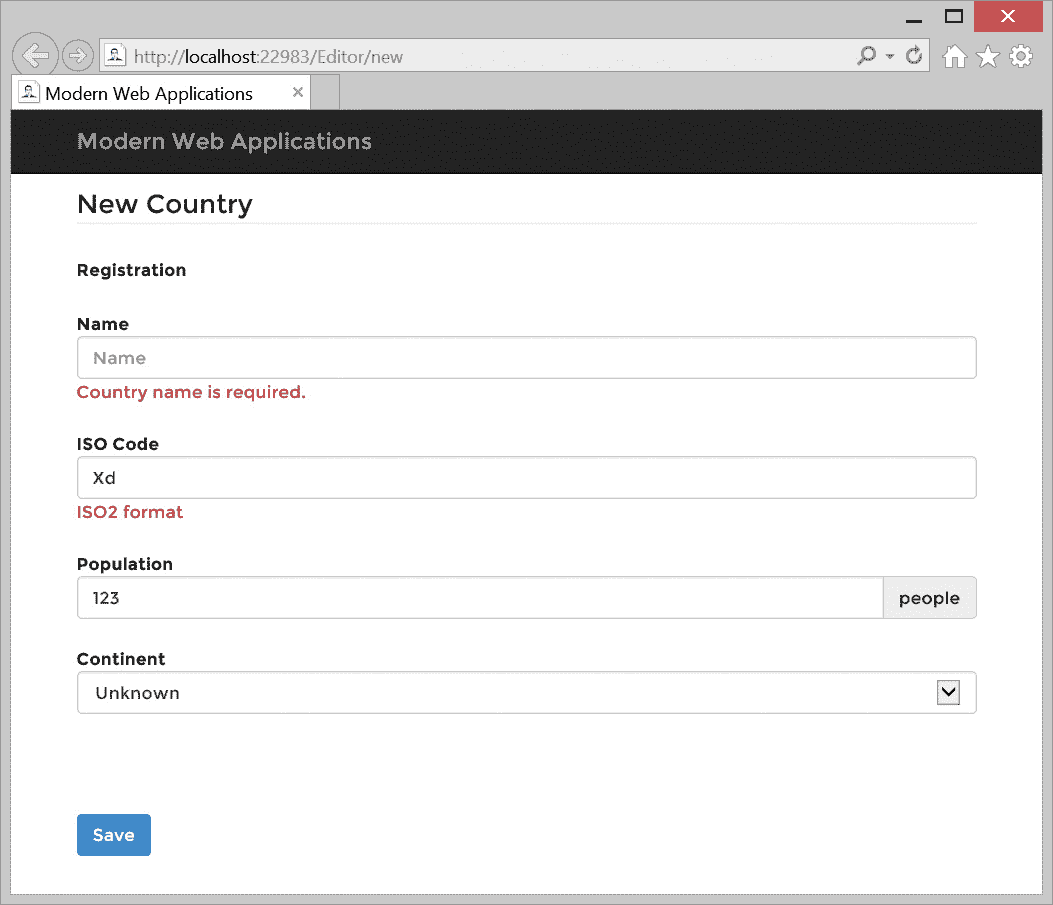 http://localhost:22983/Editor/new
Modern Web Applications
Modern Web Applications
New Country
Registration
Name
Name
Country name is required.
ISO Code
Xd
ISO2 format
Population
123 people
Continent
Unknown
Save